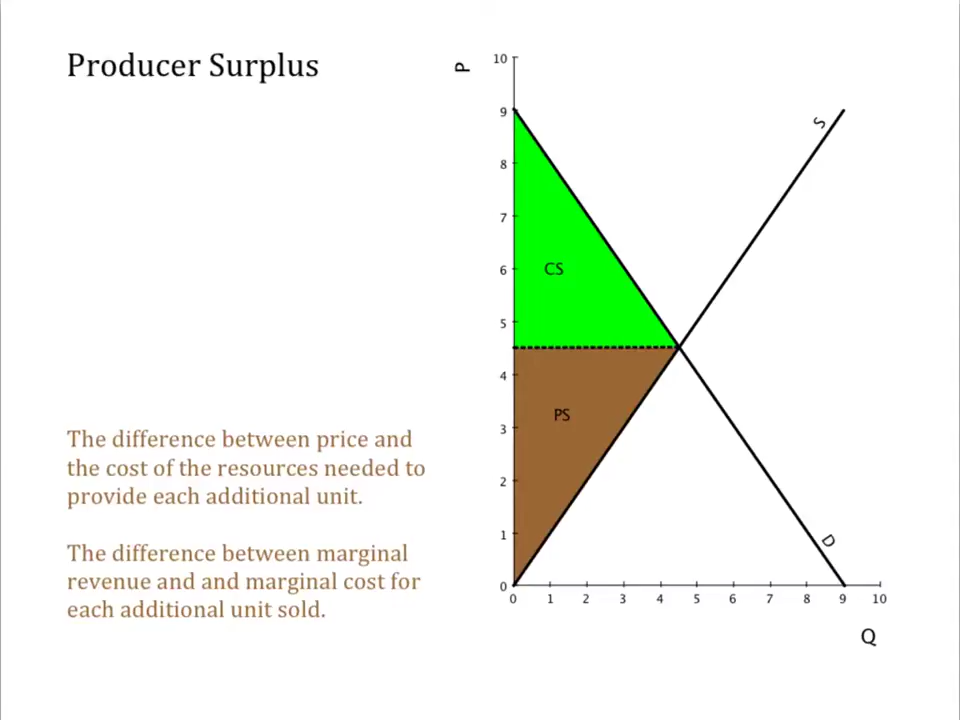 Producer Surplus
The difference between price and
the cost of the resources needed to
provide each additional unit.
The difference between marginal
revenue and and marginal cost for
each additional unit sold.
P
10
9
8
7
6
5
4
3
2
1
0
S
CS
PS
D
0 1 2 3 4 5 6 7 8 9 10
Q